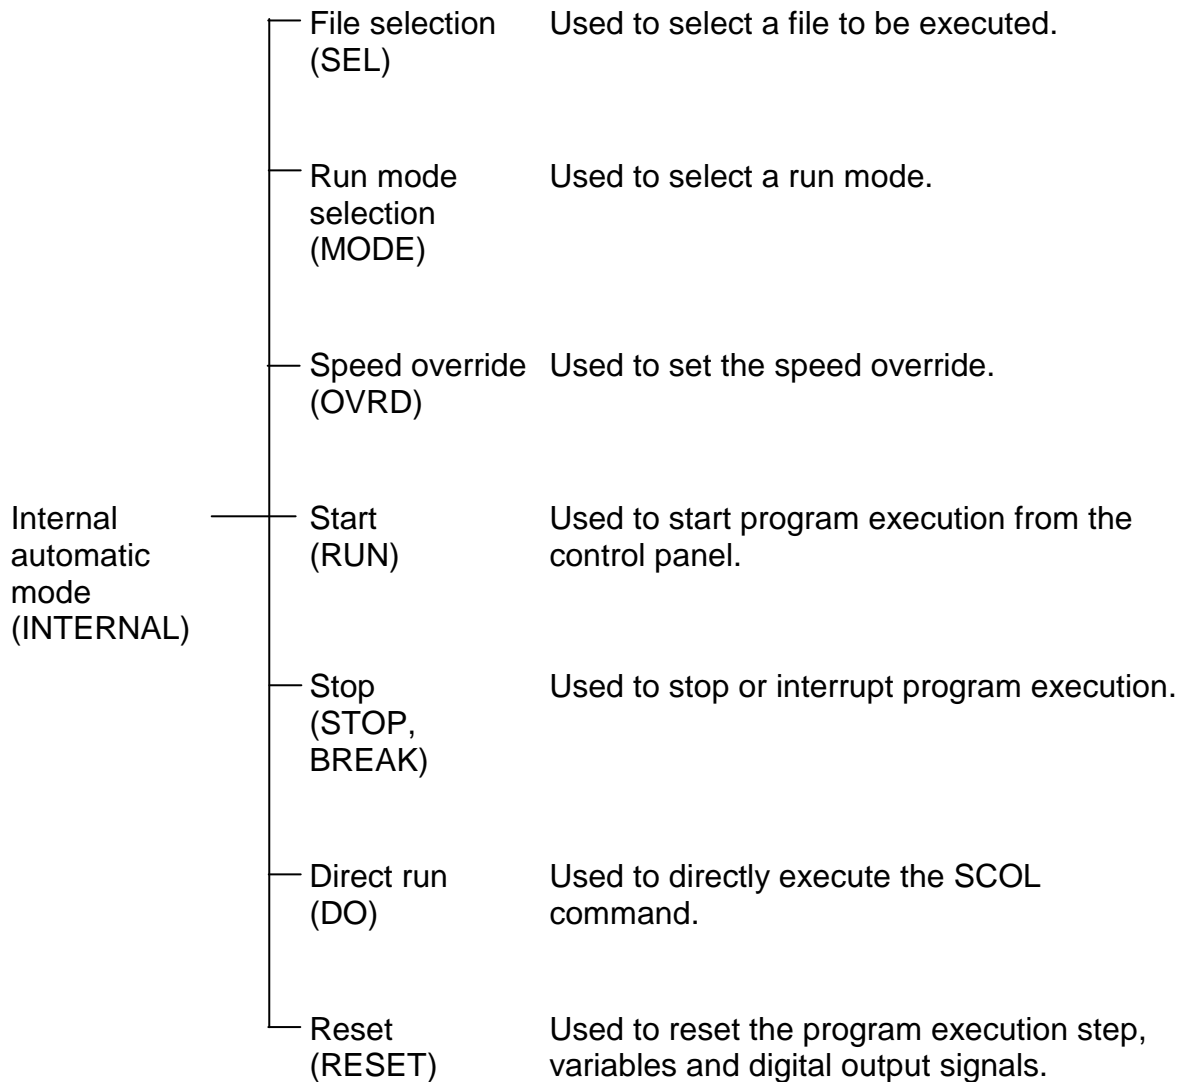 File selection Used to select a file to be executed.
(SEL)
Run mode Used to select a run mode.
selection
(MODE)
Speed override Used to set the speed override.
(OVRD)
Internal Start Used to start program execution from the
automatic (RUN) control panel.
mode
(INTERNAL)
Stop Used to stop or interrupt program execution.
(STOP,
BREAK)
Direct run Used to directly execute the SCOL
(DO) command.
Reset Used to reset the program execution step,
(RESET) variables and digital output signals.